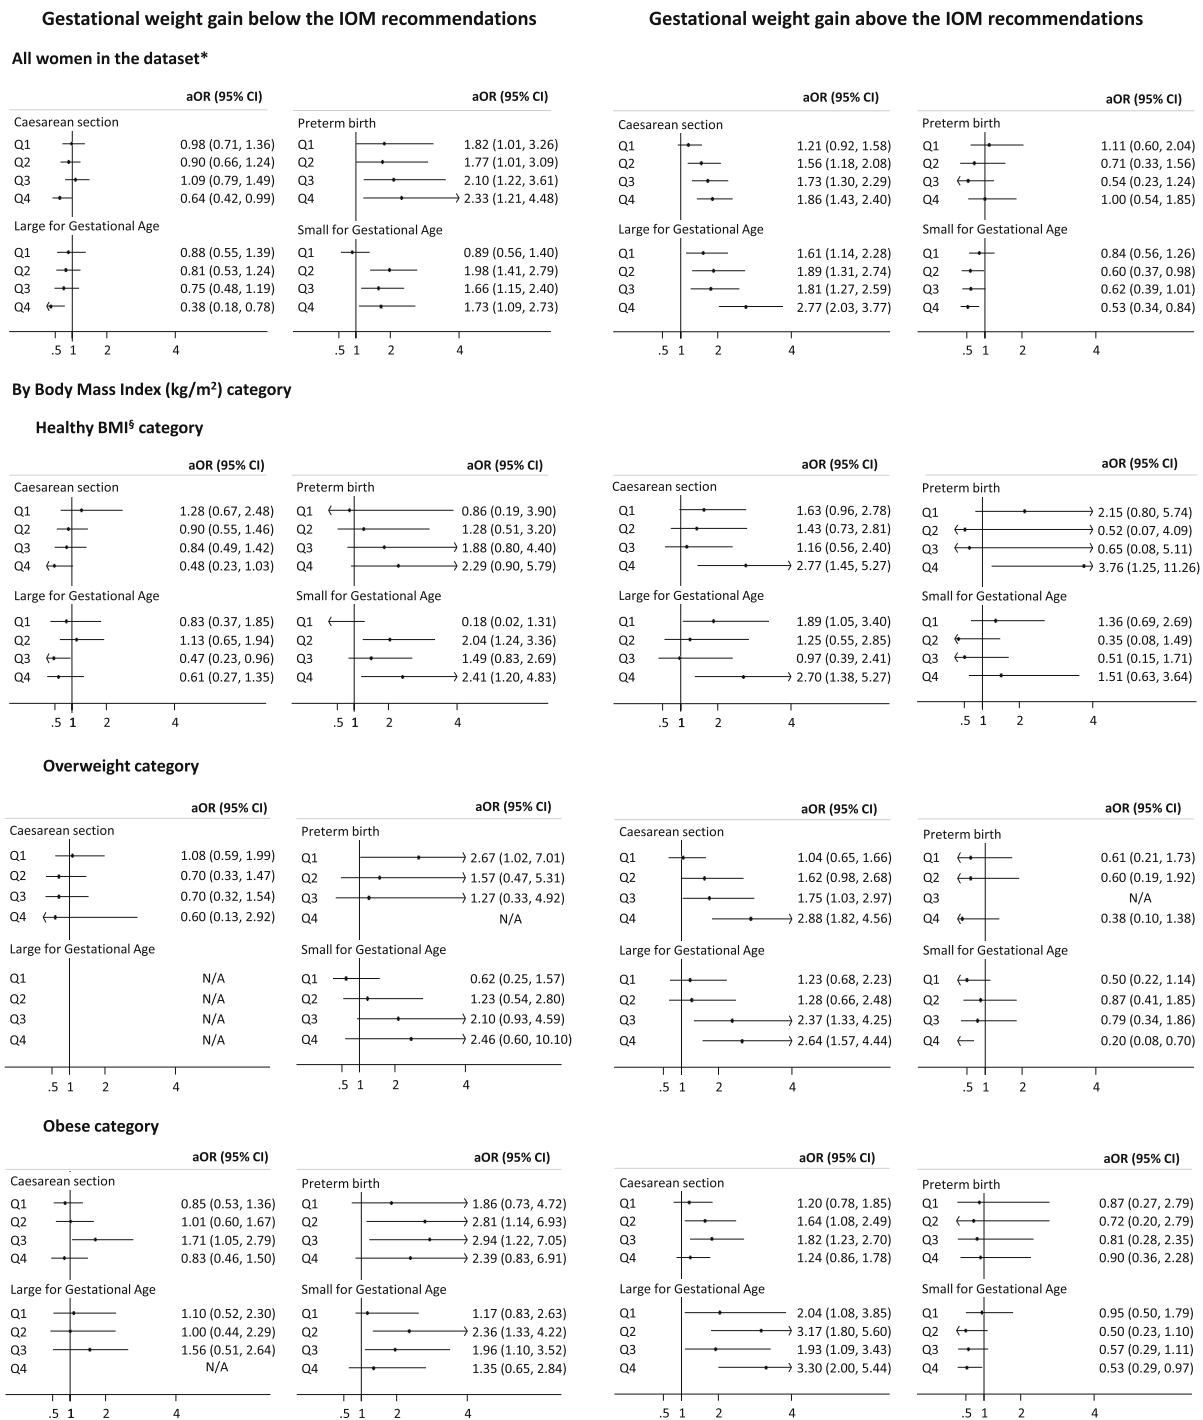 Gestational weight gain below the IOM recommendations
Gestational weight gain above the IOM recommendations
All women in the dataset*
aOR (95% CI)
Caesarean section
Q1 0.98 (0.71, 1.36)
Q2 0.90 (0.66, 1.24)
Q3 1.09 (0.79, 1.49)
Q4 0.64 (0.42, 0.99)
Large for Gestational Age
Q1 0.88 (0.55, 1.39)
Q2 0.81 (0.53, 1.24)
Q3 0.75 (0.48, 1.19)
Q4 0.38 (0.18, 0.78)
.5 1 2 4
aOR (95% CI)
Preterm birth
Q1 1.82 (1.01, 3.26)
Q2 1.77 (1.01, 3.09)
Q3 2.10 (1.22, 3.61)
Q4 2.33 (1.21, 4.48)
Small for Gestational Age
Q1 0.89 (0.56, 1.40)
Q2 1.98 (1.41, 2.79)
Q3 1.66 (1.15, 2.40)
Q4 1.73 (1.09, 2.73)
.5 1 2 4
aOR (95% CI)
Caesarean section
Q1 1.21 (0.92, 1.58)
Q2 1.56 (1.18, 2.08)
Q3 1.73 (1.30, 2.29)
Q4 1.86 (1.43, 2.40)
Large for Gestational Age
Q1 1.61 (1.14, 2.28)
Q2 1.89 (1.31, 2.74)
Q3 1.81 (1.27, 2.59)
Q4 2.77 (2.03, 3.77)
.5 1 2 4
aOR (95% CI)
Preterm birth
Q1 1.11 (0.60, 2.04)
Q2 0.71 (0.33, 1.56)
Q3 0.54 (0.23, 1.24)
Q4 1.00 (0.54, 1.85)
Small for Gestational Age
Q1 0.84 (0.56, 1.26)
Q2 0.60 (0.37, 0.98)
Q3 0.62 (0.39, 1.01)
Q4 0.53 (0.34, 0.84)
.5 1 2 4
By Body Mass Index (kg/m²) category
Healthy BMI§ category
aOR (95% CI)
Caesarean section
Q1 1.28 (0.67, 2.48)
Q2 0.90 (0.55, 1.46)
Q3 0.84 (0.49, 1.42)
Q4 0.48 (0.23, 1.03)
Large for Gestational Age
Q1 0.83 (0.37, 1.85)
Q2 1.13 (0.65, 1.94)
Q3 0.47 (0.23, 0.96)
Q4 0.61 (0.27, 1.35)
.5 1 2 4
aOR (95% CI)
Preterm birth
Q1 0.86 (0.19, 3.90)
Q2 1.28 (0.51, 3.20)
Q3 1.88 (0.80, 4.40)
Q4 2.29 (0.90, 5.79)
Small for Gestational Age
Q1 0.18 (0.02, 1.31)
Q2 2.04 (1.24, 3.36)
Q3 1.49 (0.83, 2.69)
Q4 2.41 (1.20, 4.83)
.5 1 2 4
aOR (95% CI)
Caesarean section
Q1 1.63 (0.96, 2.78)
Q2 1.43 (0.73, 2.81)
Q3 1.16 (0.56, 2.40)
Q4 2.77 (1.45, 5.27)
Large for Gestational Age
Q1 1.89 (1.05, 3.40)
Q2 1.25 (0.55, 2.85)
Q3 0.97 (0.39, 2.41)
Q4 2.70 (1.38, 5.27)
.5 1 2 4
aOR (95% CI)
Preterm birth
Q1 2.15 (0.80, 5.74)
Q2 0.52 (0.07, 4.09)
Q3 0.65 (0.08, 5.11)
Q4 3.76 (1.25, 11.26)
Small for Gestational Age
Q1 1.36 (0.69, 2.69)
Q2 0.35 (0.08, 1.49)
Q3 0.51 (0.15, 1.71)
Q4 1.51 (0.63, 3.64)
.5 1 2 4
Overweight category
aOR (95% CI)
Caesarean section
Q1 1.08 (0.59, 1.99)
Q2 0.70 (0.33, 1.47)
Q3 0.70 (0.32, 1.54)
Q4 0.60 (0.13, 2.92)
Large for Gestational Age
Q1 N/A
Q2 N/A
Q3 N/A
Q4 N/A
.5 1 2 4
aOR (95% CI)
Preterm birth
Q1 2.67 (1.02, 7.01)
Q2 1.57 (0.47, 5.31)
Q3 1.27 (0.33, 4.92)
Q4 N/A
Small for Gestational Age
Q1 0.62 (0.25, 1.57)
Q2 1.23 (0.54, 2.80)
Q3 2.10 (0.93, 4.59)
Q4 2.46 (0.60, 10.10)
.5 1 2 4
aOR (95% CI)
Caesarean section
Q1 1.04 (0.65, 1.66)
Q2 1.62 (0.98, 2.68)
Q3 1.75 (1.03, 2.97)
Q4 2.88 (1.82, 4.56)
Large for Gestational Age
Q1 1.23 (0.68, 2.23)
Q2 1.28 (0.66, 2.48)
Q3 2.37 (1.33, 4.25)
Q4 2.64 (1.57, 4.44)
.5 1 2 4
aOR (95% CI)
Preterm birth
Q1 0.61 (0.21, 1.73)
Q2 0.60 (0.19, 1.92)
Q3 N/A
Q4 0.38 (0.10, 1.38)
Small for Gestational Age
Q1 0.50 (0.22, 1.14)
Q2 0.87 (0.41, 1.85)
Q3 0.79 (0.34, 1.86)
Q4 0.20 (0.08, 0.70)
.5 1 2 4
Obese category
aOR (95% CI)
Caesarean section
Q1 0.85 (0.53, 1.36)
Q2 1.01 (0.60, 1.67)
Q3 1.71 (1.05, 2.79)
Q4 0.83 (0.46, 1.50)
Large for Gestational Age
Q1 1.10 (0.52, 2.30)
Q2 1.00 (0.44, 2.29)
Q3 1.56 (0.51, 2.64)
Q4 N/A
.5 1 2 4
aOR (95% CI)
Preterm birth
Q1 1.86 (0.73, 4.72)
Q2 2.81 (1.14, 6.93)
Q3 2.94 (1.22, 7.05)
Q4 2.39 (0.83, 6.91)
Small for Gestational Age
Q1 1.17 (0.83, 2.63)
Q2 2.36 (1.33, 4.22)
Q3 1.96 (1.10, 3.52)
Q4 1.35 (0.65, 2.84)
.5 1 2 4
aOR (95% CI)
Caesarean section
Q1 1.20 (0.78, 1.85)
Q2 1.64 (1.08, 2.49)
Q3 1.82 (1.23, 2.70)
Q4 1.24 (0.86, 1.78)
Large for Gestational Age
Q1 2.04 (1.08, 3.85)
Q2 3.17 (1.80, 5.60)
Q3 1.93 (1.09, 3.43)
Q4 3.30 (2.00, 5.44)
.5 1 2 4
aOR (95% CI)
Preterm birth
Q1 0.87 (0.27, 2.79)
Q2 0.72 (0.20, 2.79)
Q3 0.81 (0.28, 2.35)
Q4 0.90 (0.36, 2.28)
Small for Gestational Age
Q1 0.95 (0.50, 1.79)
Q2 0.50 (0.23, 1.10)
Q3 0.57 (0.29, 1.11)
Q4 0.53 (0.29, 0.97)
.5 1 2 4